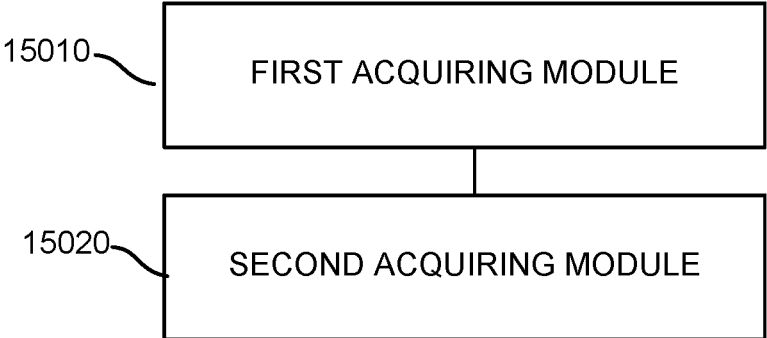 15010
FIRST ACQUIRING MODULE
15020
SECOND ACQUIRING MODULE